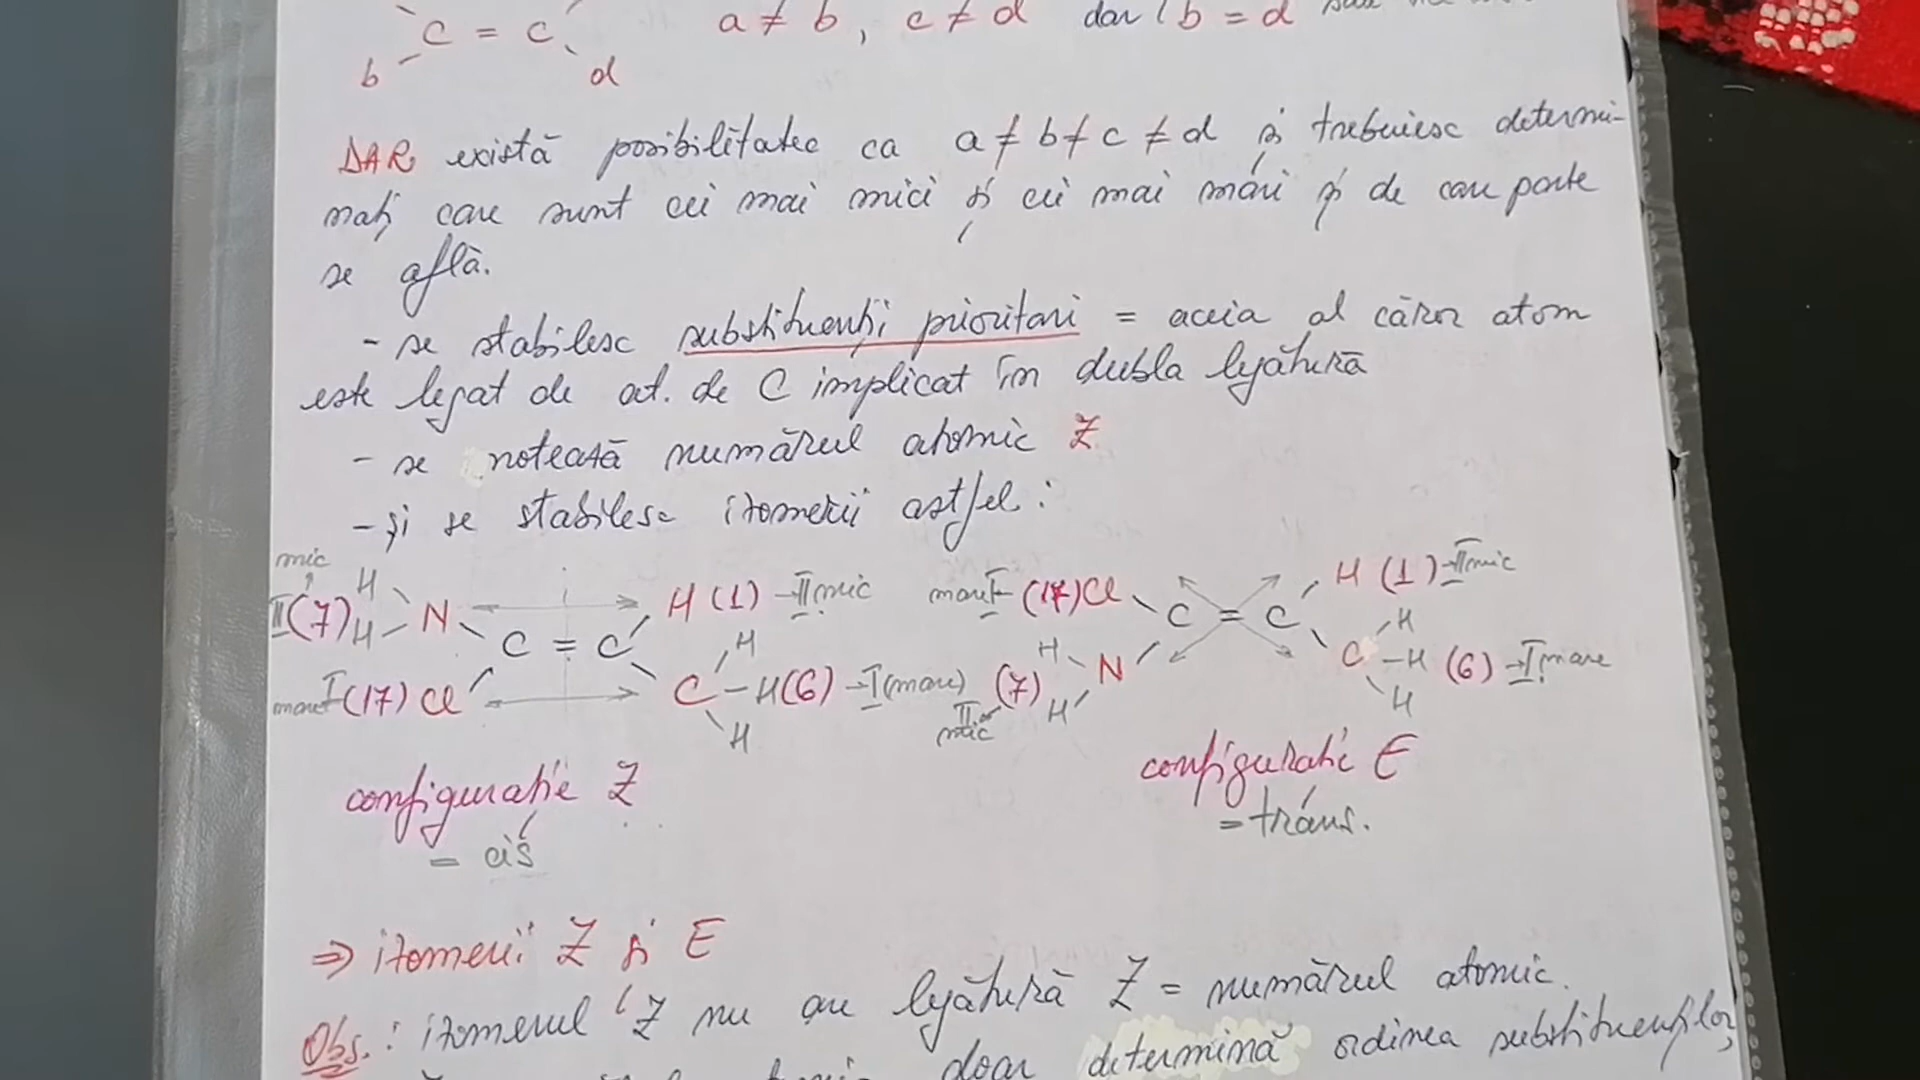 C = C a ≠ b, c ≠ d dar b = d sau
b d
DAR există posibilitatea ca a ≠ b ≠ c ≠ d și trebuiesc determi-
nați care sunt cei mai mici și cei mai mari și de care parte
se află.
- se stabilesc substituenți prioritari = aceia al căror atom
este legat de at. de C implicat în dubla legătură
- se notează numărul atomic Z
- și se stabilesc izomerii astfel:
mic
II (7) H H N C = C H (1) → II mic
mare I (17) Cl C H H (6) → I (mare) H
mare I (17) Cl C = C H (1) → II mic
II mic (7) H H N C H H (6) → I mare H
configurație Z
= cis
configurație E
= trans.
⇒ izomerii Z și E
Obs.: izomerul Z nu are legătură Z = numărul atomic.
doar determină ordinea substituenților,